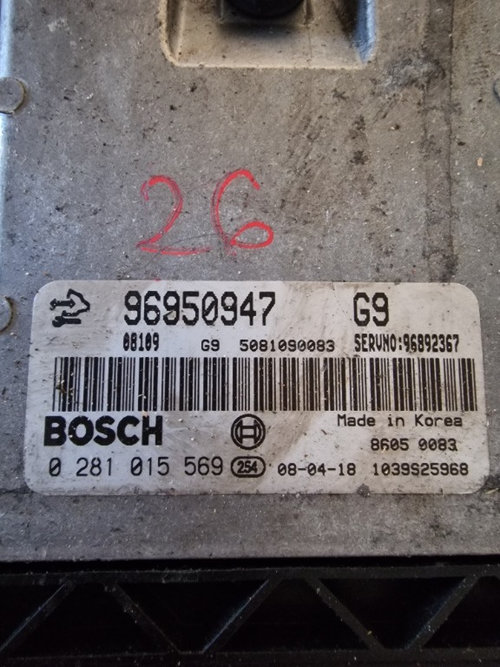 26
96950947 G9
08109 G9 5081090083 SERVNO:96892367
BOSCH Made in Korea
8605 0083
0 281 015 569 254 08-04-18 1039S25968